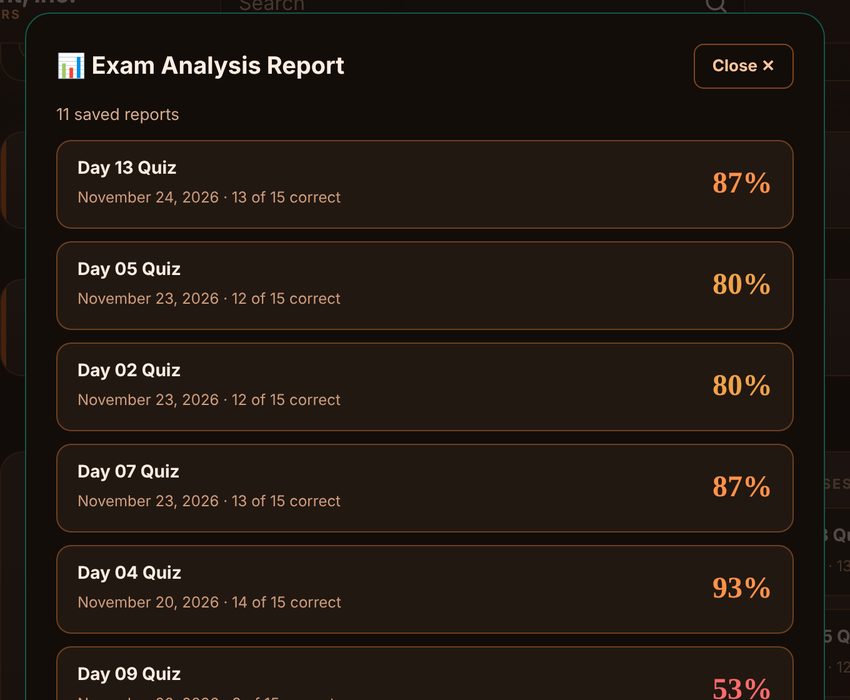 Search
RS
📊 Exam Analysis Report
Close ✕
11 saved reports
Day 13 Quiz
November 24, 2026 · 13 of 15 correct
87%
Day 05 Quiz
November 23, 2026 · 12 of 15 correct
80%
Day 02 Quiz
November 23, 2026 · 12 of 15 correct
80%
Day 07 Quiz
November 23, 2026 · 13 of 15 correct
87%
Day 04 Quiz
November 20, 2026 · 14 of 15 correct
93%
Day 09 Quiz
53%